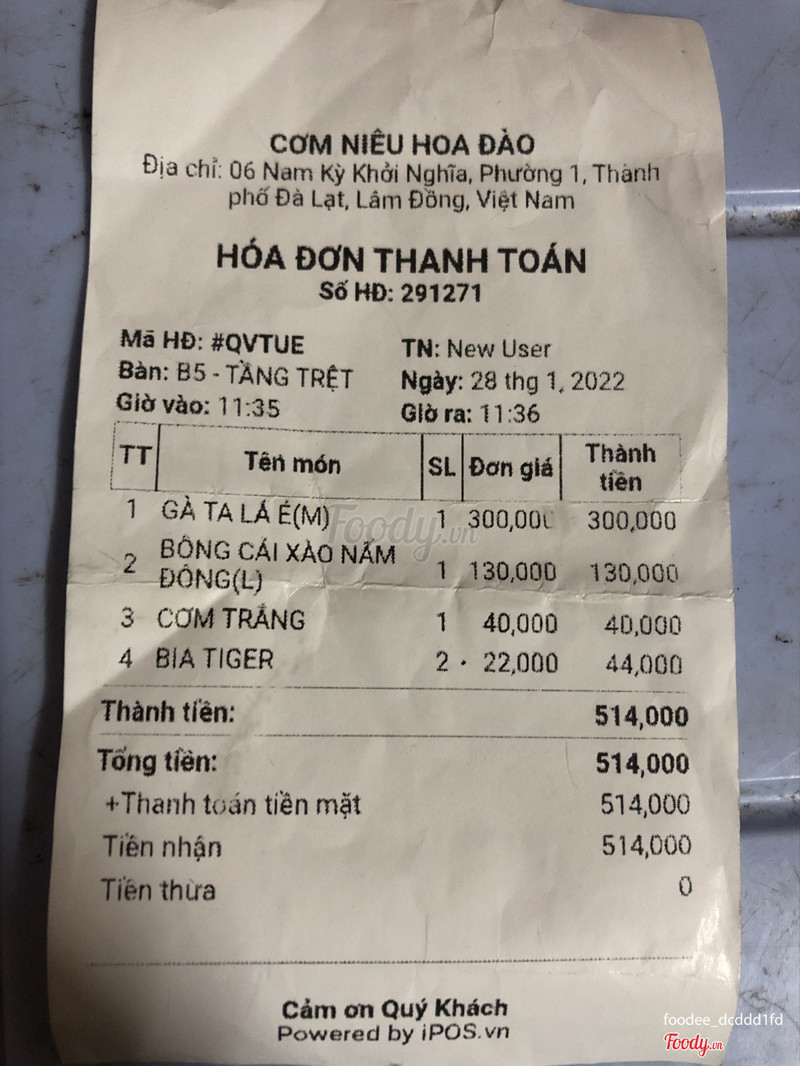 CƠM NIÊU HOA ĐÀO
Địa chỉ: 06 Nam Kỳ Khởi Nghĩa, Phường 1, Thành
phố Đà Lạt, Lâm Đồng, Việt Nam
HÓA ĐƠN THANH TOÁN
Số HĐ: 291271
Mã HĐ: #QVTUE TN: New User
Bàn: B5 - TẦNG TRỆT Ngày: 28 thg 1, 2022
Giờ vào: 11:35 Giờ ra: 11:36
TT Tên món SL Đơn giá Thành tiền
1 GÀ TA LÁ É(M) 1 300,000 300,000
2 BÔNG CẢI XÀO NẤM
ĐÔNG(L) 1 130,000 130,000
3 CƠM TRẮNG 1 40,000 40,000
4 BIA TIGER 2 22,000 44,000
Thành tiền: 514,000
Tổng tiền: 514,000
+Thanh toán tiền mặt 514,000
Tiền nhận 514,000
Tiền thừa 0
Cảm ơn Quý Khách
Powered by iPOS.vn
Foody.vn
foodee_dcddd1fd
Foody.vn